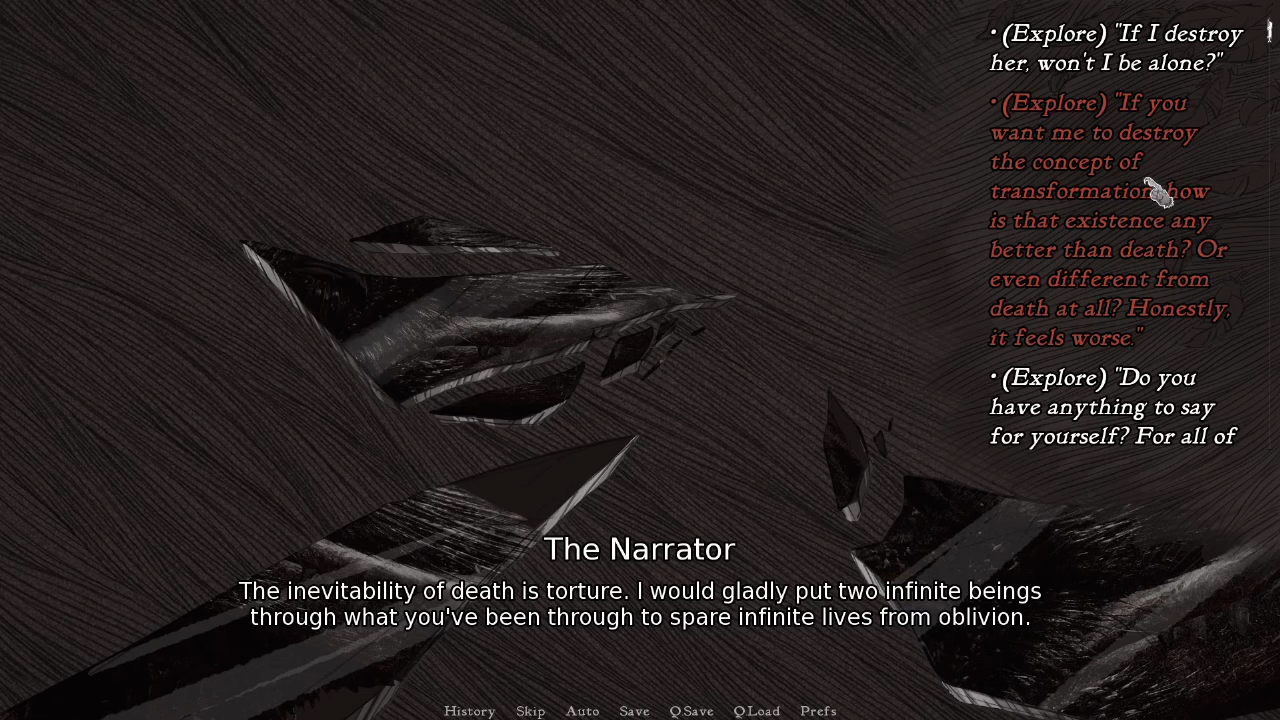 • (Explore) "If I destroy
her, won't I be alone?"
• (Explore) "If you
want me to destroy
the concept of
transformation, how
is that existence any
better than death? Or
even different from
death at all? Honestly,
it feels worse."
• (Explore) "Do you
have anything to say
for yourself? For all of
The Narrator
The inevitability of death is torture. I would gladly put two infinite beings
through what you've been through to spare infinite lives from oblivion.
History Skip Auto Save Q.Save Q.Load Prefs